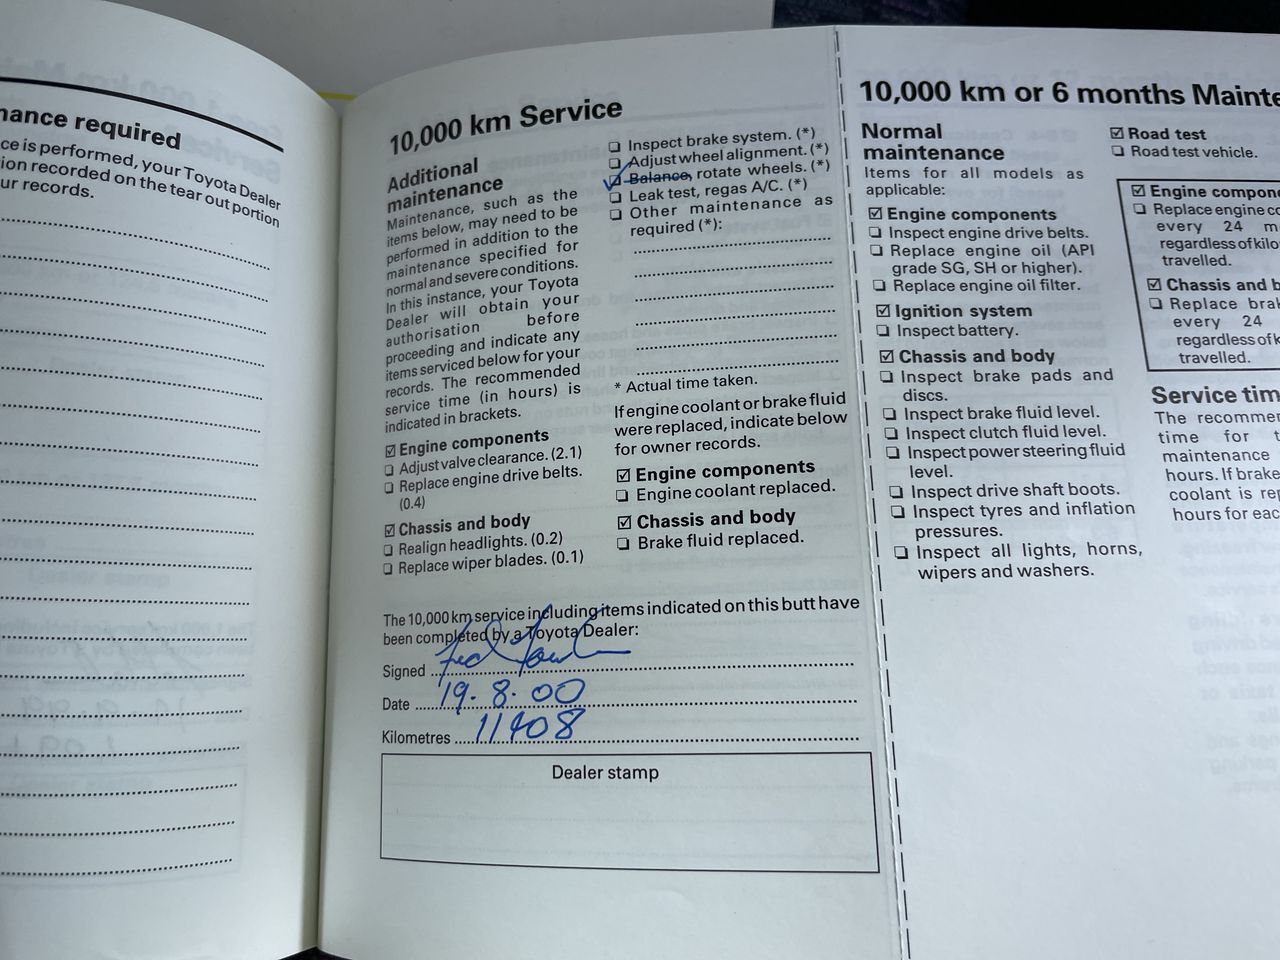 nance required
ce is performed, your Toyota Dealer
ion recorded on the tear out portion
ur records.
10,000 km Service
Additional
maintenance
Maintenance, such as the
items below, may need to be
performed in addition to the
maintenance specified for
normal and severe conditions.
In this instance, your Toyota
Dealer will obtain your
authorisation before
proceeding and indicate any
items serviced below for your
records. The recommended
service time (in hours) is
indicated in brackets.
☑ Engine components
❏ Adjust valve clearance. (2.1)
❏ Replace engine drive belts.
(0.4)
☑ Chassis and body
❏ Realign headlights. (0.2)
❏ Replace wiper blades. (0.1)
❏ Inspect brake system. (*)
❏ Adjust wheel alignment. (*)
❏ Balance, rotate wheels. (*)
❏ Leak test, regas A/C. (*)
❏ Other maintenance as
required (*):
* Actual time taken.
If engine coolant or brake fluid
were replaced, indicate below
for owner records.
☑ Engine components
❏ Engine coolant replaced.
☑ Chassis and body
❏ Brake fluid replaced.
The 10,000 km service including items indicated on this butt have
been completed by a Toyota Dealer:
Signed
Date 19.8.00
Kilometres 11408
Dealer stamp
10,000 km or 6 months Mainte
Normal
maintenance
Items for all models as
applicable:
☑ Engine components
❏ Inspect engine drive belts.
❏ Replace engine oil (API
grade SG, SH or higher).
❏ Replace engine oil filter.
☑ Ignition system
❏ Inspect battery.
☑ Chassis and body
❏ Inspect brake pads and
discs.
❏ Inspect brake fluid level.
❏ Inspect clutch fluid level.
❏ Inspect power steering fluid
level.
❏ Inspect drive shaft boots.
❏ Inspect tyres and inflation
pressures.
❏ Inspect all lights, horns,
wipers and washers.
☑ Road test
❏ Road test vehicle.
☑ Engine compone
❏ Replace engine co
every 24 m
regardless of kilo
travelled.
☑ Chassis and b
❏ Replace brak
every 24
regardless of k
travelled.
Service tim
The recommer
time for t
maintenance
hours. If brake
coolant is rep
hours for eac